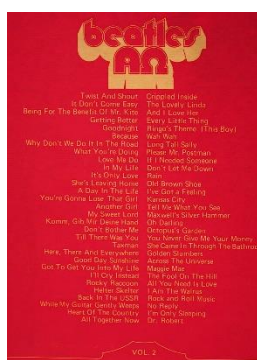 beatles
ΑΩ
Twist And Shout
It Don't Come Easy
Being For The Benefit Of Mr. Kite
Getting Better
Goodnight
Because
Why Don't We Do It In The Road
What You're Doing
Love Me Do
In My Life
It's Only Love
She's Leaving Home
A Day In The Life
You're Gonna Lose That Girl
Another Girl
My Sweet Lord
Komm, Gib Mir Deine Hand
Don't Bother Me
Till There Was You
Taxman
Here, There And Everywhere
Good Day Sunshine
Got To Get You Into My Life
I'll Cry Instead
Rocky Raccoon
Helter Skelter
Back In The USSR
While My Guitar Gently Weeps
Heart Of The Country
All Together Now
Crippled Inside
The Lovely Linda
And I Love Her
Every Little Thing
Ringo's Theme (This Boy)
Wah Wah
Long Tall Sally
Please Mr. Postman
If I Needed Someone
Don't Let Me Down
Rain
Old Brown Shoe
I've Got a Feeling
Kansas City
Tell Me What You See
Maxwell's Silver Hammer
Oh Darling
Octopus's Garden
You Never Give Me Your Money
She Came In Through The Bathroo
Golden Slumbers
Across The Universe
Maggie Mae
The Fool On The Hill
All You Need Is Love
I Am The Walrus
Rock and Roll Music
No Reply
I'm Only Sleeping
Dr. Robert
VOL. 2